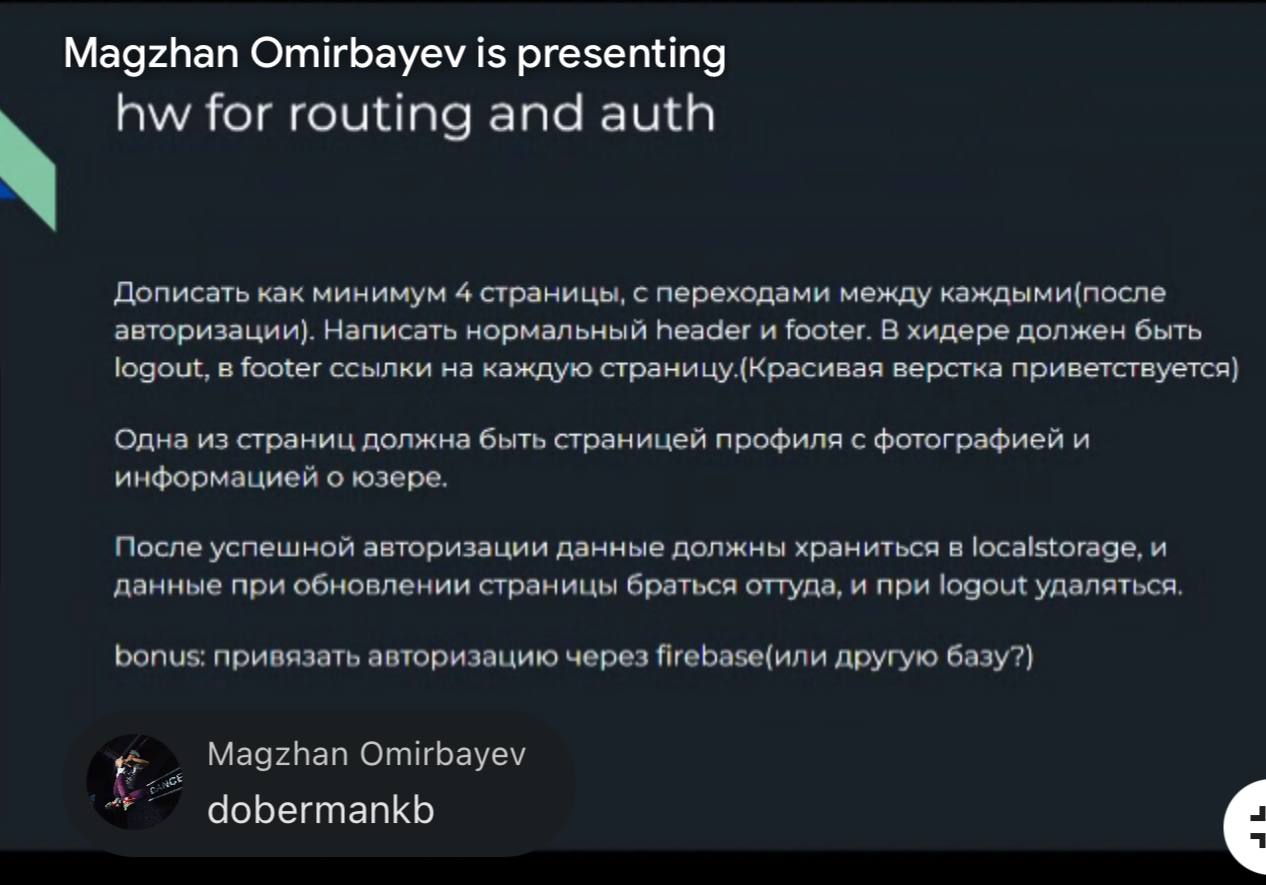 Magzhan Omirbayev is presenting
hw for routing and auth
Дописать как минимум 4 страницы, с переходами между каждыми(после
авторизации). Написать нормальный header и footer. В хидере должен быть
logout, в footer ссылки на каждую страницу.(Красивая верстка приветствуется)
Одна из страниц должна быть страницей профиля с фотографией и
информацией о юзере.
После успешной авторизации данные должны храниться в localstorage, и
данные при обновлении страницы браться оттуда, и при logout удаляться.
bonus: привязать авторизацию через firebase(или другую базу?)
DANCE
Magzhan Omirbayev
dobermankb